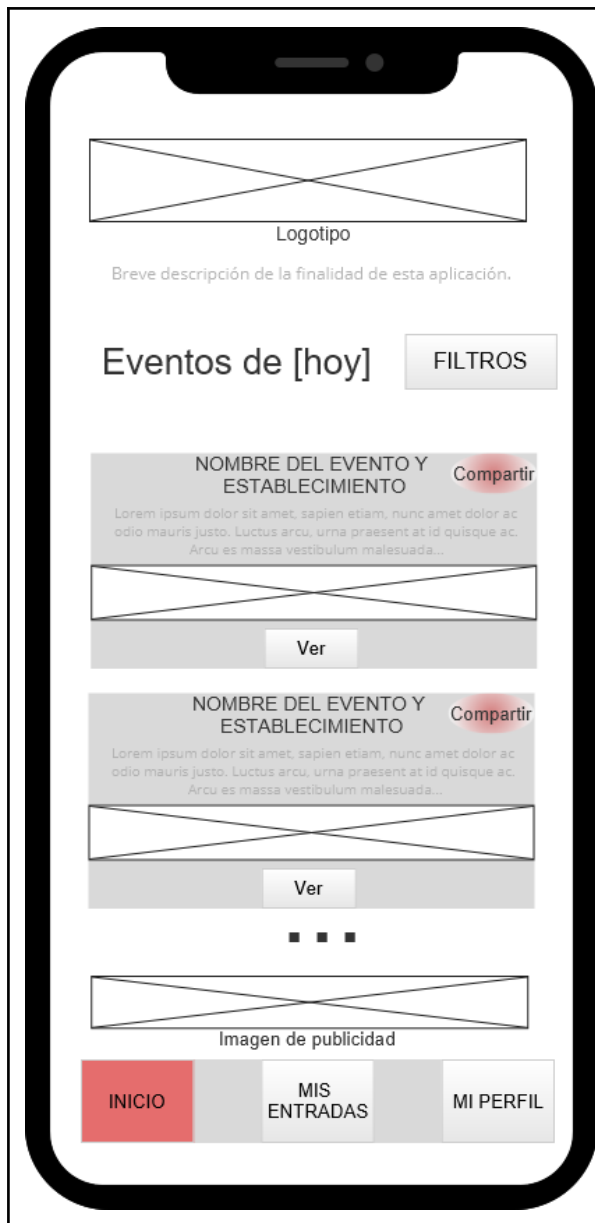 Logotipo
Breve descripción de la finalidad de esta aplicación.
Eventos de [hoy]
FILTROS
NOMBRE DEL EVENTO Y
ESTABLECIMIENTO
Compartir
Lorem ipsum dolor sit amet, sapien etiam, nunc amet dolor ac
odio mauris justo. Luctus arcu, urna praesent at id quisque ac.
Arcu es massa vestibulum malesuada...
Ver
NOMBRE DEL EVENTO Y
ESTABLECIMIENTO
Compartir
Lorem ipsum dolor sit amet, sapien etiam, nunc amet dolor ac
odio mauris justo. Luctus arcu, urna praesent at id quisque ac.
Arcu es massa vestibulum malesuada...
Ver
Imagen de publicidad
INICIO
MIS
ENTRADAS
MI PERFIL